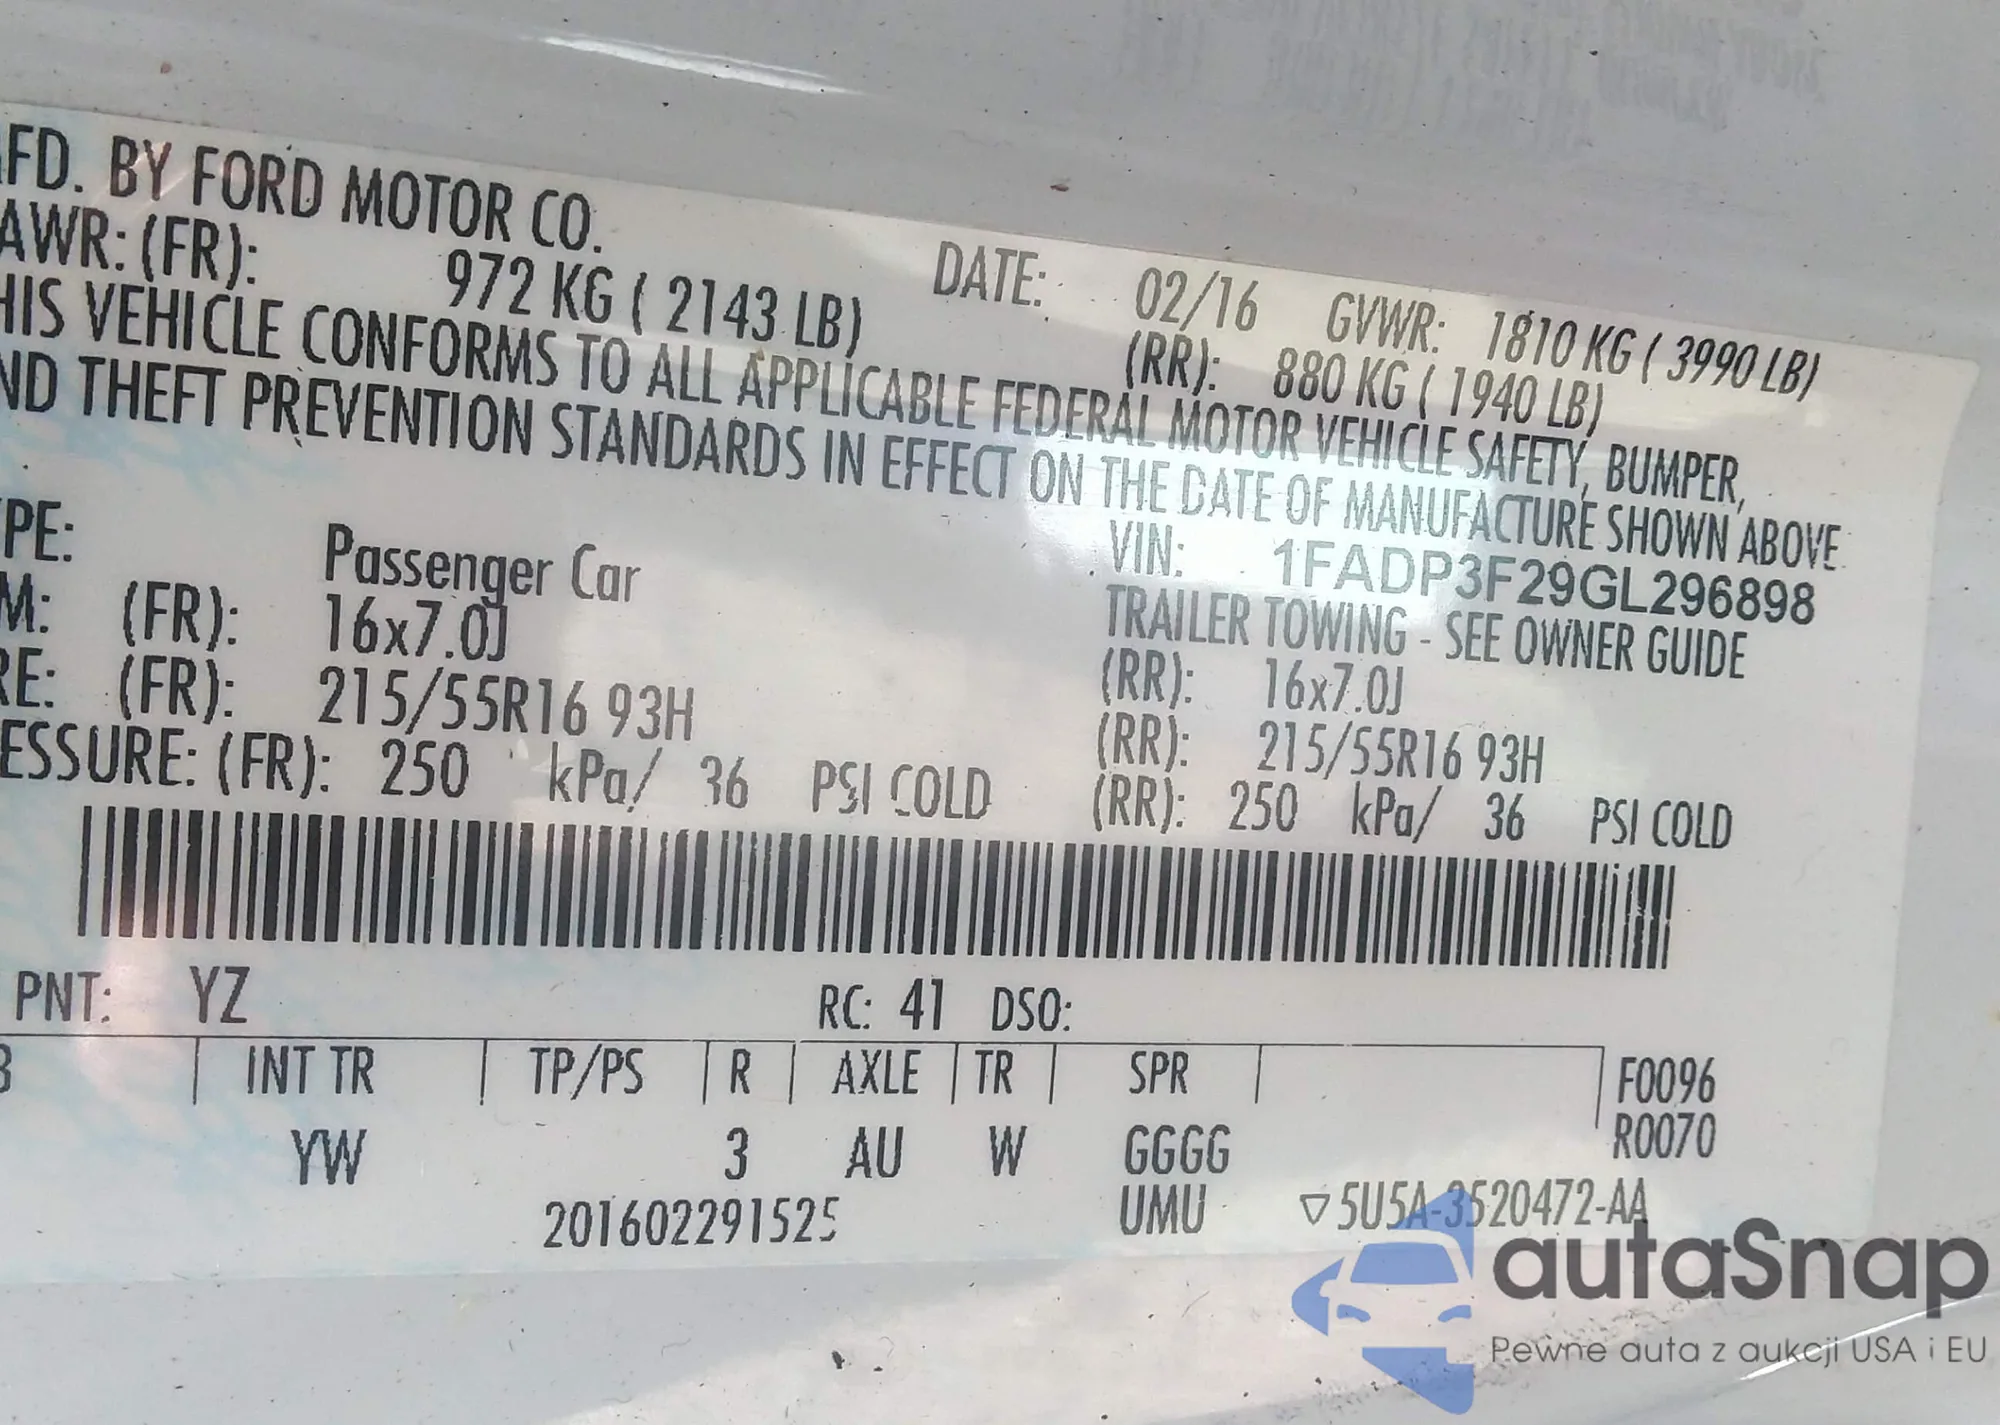 FD. BY FORD MOTOR CO.
DATE: 02/16 GVWR: 1810 KG ( 3990 LB)
AWR: (FR): 972 KG ( 2143 LB) (RR): 880 KG ( 1940 LB)
HIS VEHICLE CONFORMS TO ALL APPLICABLE FEDERAL MOTOR VEHICLE SAFETY, BUMPER,
ND THEFT PREVENTION STANDARDS IN EFFECT ON THE DATE OF MANUFACTURE SHOWN ABOVE
VIN: 1FADP3F29GL296898
PE: Passenger Car TRAILER TOWING - SEE OWNER GUIDE
M: (FR): 16x7.0J (RR): 16x7.0J
RE: (FR): 215/55R16 93H (RR): 215/55R16 93H
ESSURE: (FR): 250 kPa/ 36 PSI COLD (RR): 250 kPa/ 36 PSI COLD
PNT: YZ RC: 41 DSO:
INT TR TP/PS R AXLE TR SPR F0096
R0070
YW 3 AU W GGGG
201602291525 UMU ▽5U5A-3520472-AA
autaSnap
Pewne auta z aukcji USA i EU